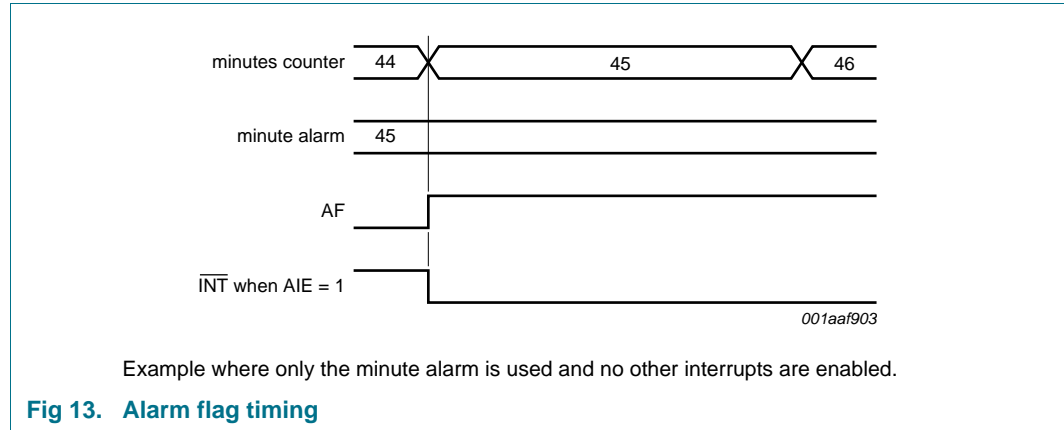 minutes counter 44 45 46
minute alarm 45
AF
INT when AIE = 1
001aaf903
Example where only the minute alarm is used and no other interrupts are enabled.
Fig 13. Alarm flag timing